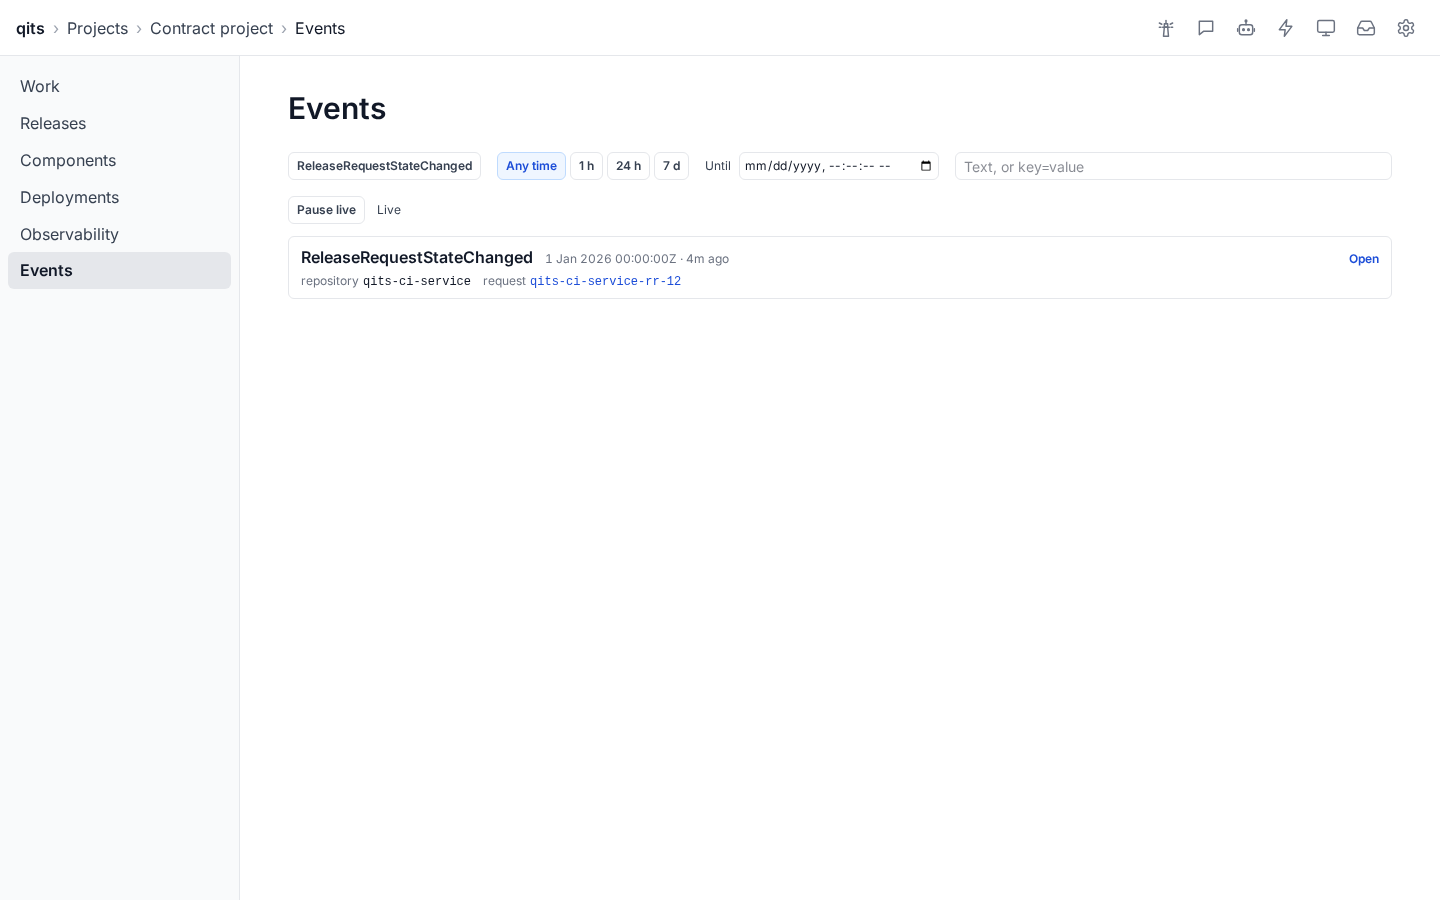 qits › Projects › Contract project › Events
Work
Releases
Components
Deployments
Observability
Events
Events
ReleaseRequestStateChanged Any time 1 h 24 h 7 d Until mm/dd/yyyy, --:--:-- -- Text, or key=value
Pause live Live
ReleaseRequestStateChanged 1 Jan 2026 00:00:00Z · 4m ago Open
repository qits-ci-service request qits-ci-service-rr-12